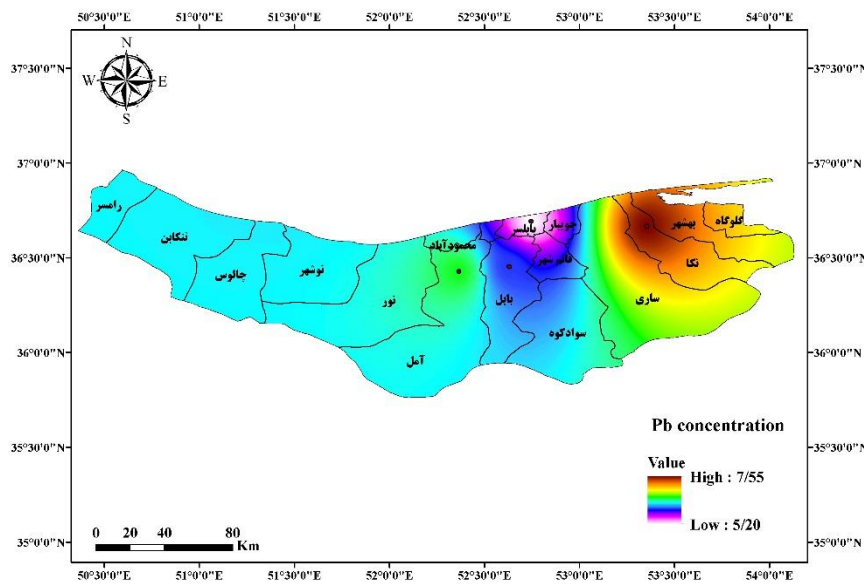 50°30'0"E 51°0'0"E 51°30'0"E 52°0'0"E 52°30'0"E 53°0'0"E 53°30'0"E 54°0'0"E
N
W E
S
37°30'0"N 37°30'0"N
37°0'0"N 37°0'0"N
36°30'0"N 36°30'0"N
36°0'0"N 36°0'0"N
35°30'0"N 35°30'0"N
35°0'0"N 35°0'0"N
رامسر
تنکابن
چالوس
نوشهر
نور
محمودآباد
آمل
بابلسر
جویبار
قائم شهر
بابل
سوادکوه
ساری
بهشهر
گلوگاه
نکا
Pb concentration
Value
High : 7/55
Low : 5/20
0 20 40 80
Km
50°30'0"E 51°0'0"E 51°30'0"E 52°0'0"E 52°30'0"E 53°0'0"E 53°30'0"E 54°0'0"E